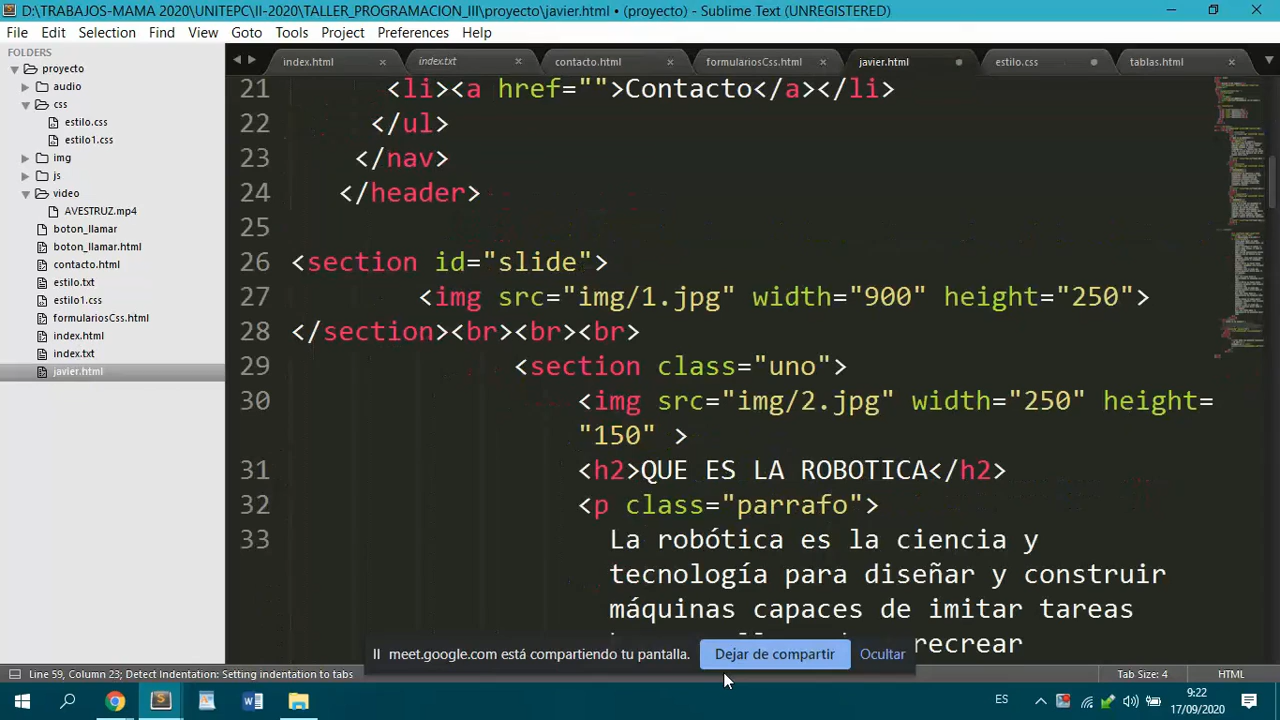 D:\TRABAJOS-MAMA 2020\UNITEPC\II-2020\TALLER_PROGRAMACON_III\proyecto\javier.html • (proyecto) - Sublime Text (UNREGISTERED)
File Edit Selection Find View Goto Tools Project Preferences Help
FOLDERS
proyecto
audio
css
estilo.css
estilo1.css
img
js
video
AVESTRUZ.mp4
boton_llamar
boton_llamar.html
contacto.html
estilo.txt
estilo1.css
formulariosCss.html
index.html
index.txt
javier.html
index.html index.txt contacto.html formulariosCss.html javier.html estilo.css tablas.html
21 <li><a href="">Contacto</a></li>
22 </ul>
23 </nav>
24 </header>
25
26 <section id="slide">
27 <img src="img/1.jpg" width="900" height="250">
28 </section><br><br><br>
29 <section class="uno">
30 <img src="img/2.jpg" width="250" height=
"150" >
31 <h2>QUE ES LA ROBOTICA</h2>
32 <p class="parrafo">
33 La robótica es la ciencia y
tecnología para diseñar y construir
máquinas capaces de imitar tareas
recrear
meet.google.com está compartiendo tu pantalla. Dejar de compartir Ocultar
Line 59, Column 23; Detect Indentation: Setting indentation to tabs Tab Size: 4 HTML
ES 9:22
17/09/2020